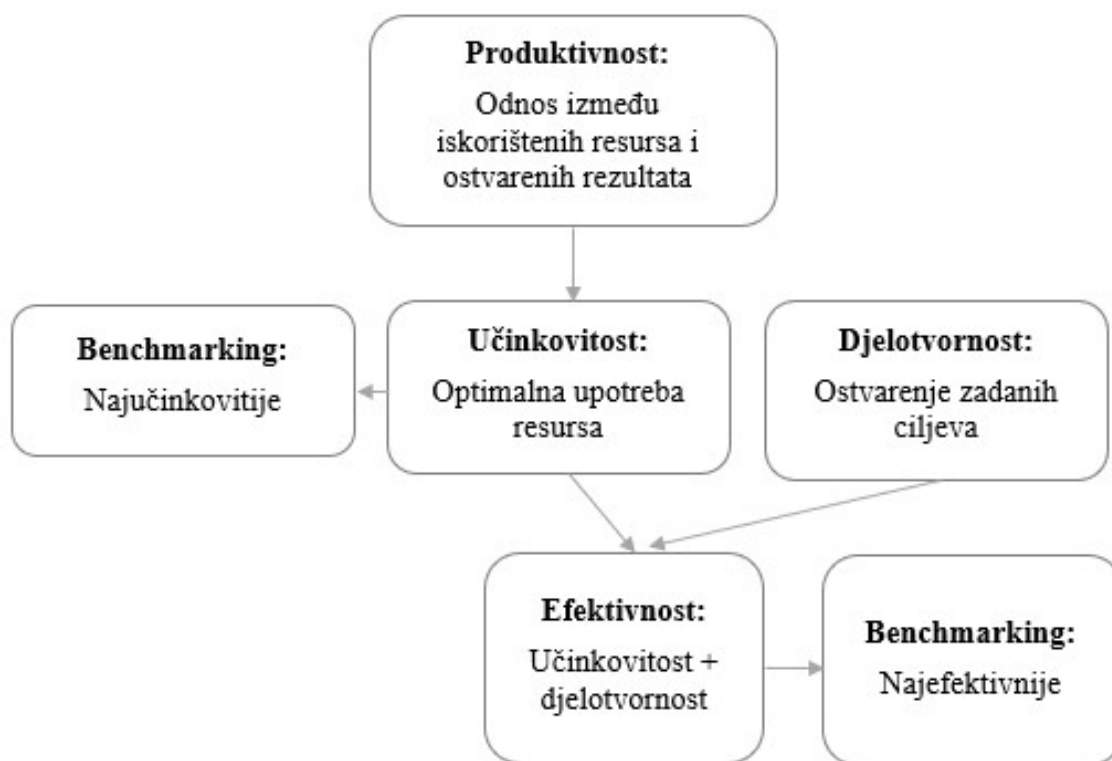 Produktivnost:
Odnos između
iskorištenih resursa i
ostvarenih rezultata
Benchmarking:
Najučinkovitije
Učinkovitost:
Optimalna upotreba
resursa
Djelotvornost:
Ostvarenje zadanih
ciljeva
Efektivnost:
Učinkovitost +
djelotvornost
Benchmarking:
Najefektivnije